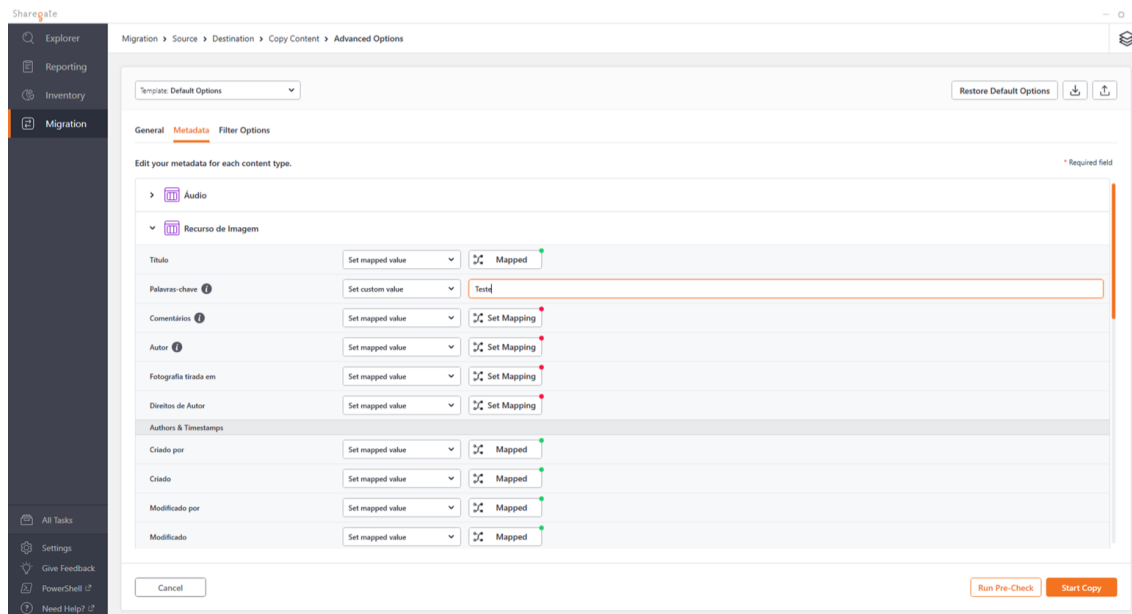 Sharegate
Explorer
Migration > Source > Destination > Copy Content > Advanced Options
Reporting
Inventory
Migration
Template: Default Options
Restore Default Options
General Metadata Filter Options
Edit your metadata for each content type.
* Required field
Áudio
Recurso de Imagem
Título Set mapped value Mapped
Palavras-chave i Set custom value Teste
Comentários i Set mapped value Set Mapping
Autor i Set mapped value Set Mapping
Fotografia tirada em Set mapped value Set Mapping
Direitos de Autor Set mapped value Set Mapping
Authors & Timestamps
Criado por Set mapped value Mapped
Criado Set mapped value Mapped
Modificado por Set mapped value Mapped
Modificado Set mapped value Mapped
All Tasks
Settings
Give Feedback
PowerShell
Need Help?
Cancel
Run Pre-Check
Start Copy